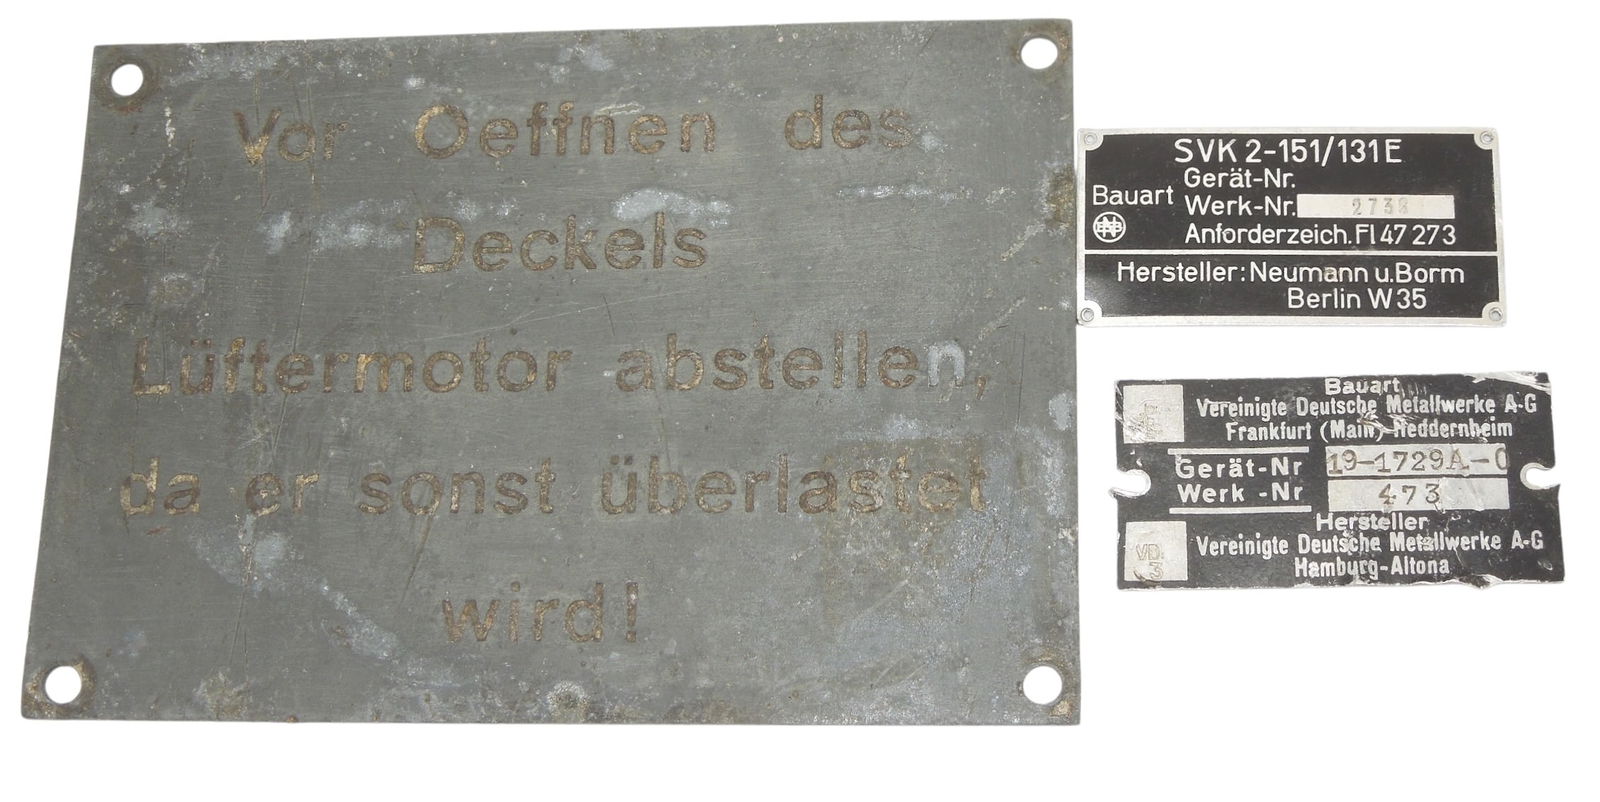 Vor Oeffnen des
Deckels
Lüftermotor abstellen,
da er sonst überlastet
wird!
SVK 2-151/131E
Gerät-Nr.
Bauart
Werk-Nr. 2738
Anforderzeich. Fl 47 273
Hersteller: Neumann u. Borm
Berlin W 35
Bauart
Vereinigte Deutsche Metallwerke A-G
Frankfurt (Main)-Heddernheim
Gerät-Nr 19-1729A.-0
Werk -Nr 473
Hersteller
Vereinigte Deutsche Metallwerke A-G
Hamburg-Altona